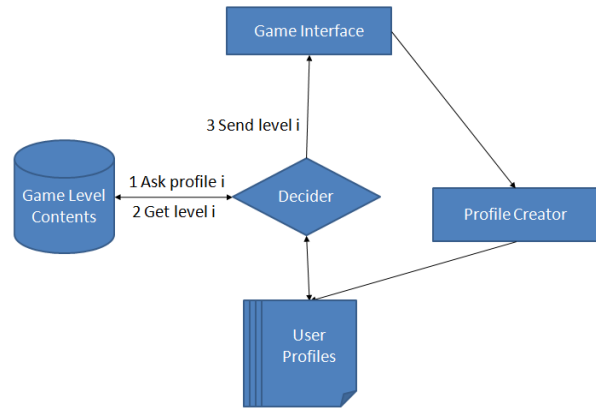 Game Interface
3 Send level i
Game Level
Contents
1 Ask profile i
2 Get level i
Decider
Profile Creator
User
Profiles